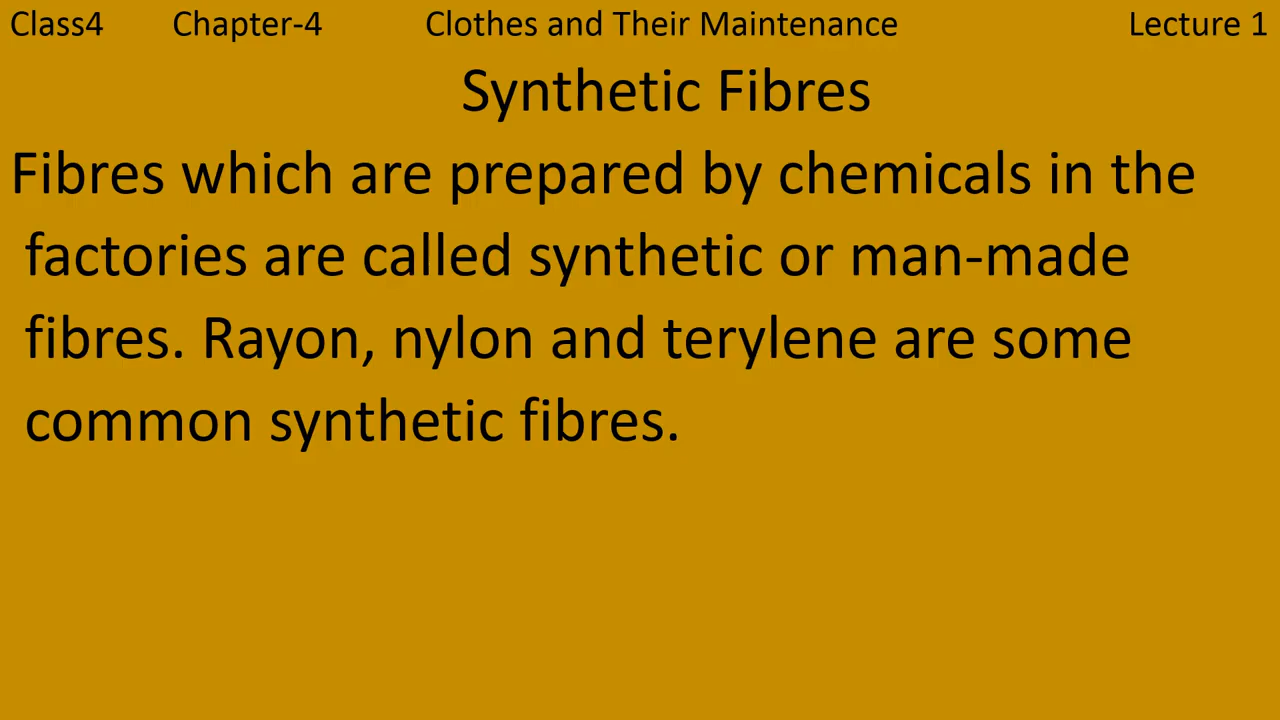 Class4 Chapter-4 Clothes and Their Maintenance Lecture 1
Synthetic Fibres
Fibres which are prepared by chemicals in the
factories are called synthetic or man-made
fibres. Rayon, nylon and terylene are some
common synthetic fibres.